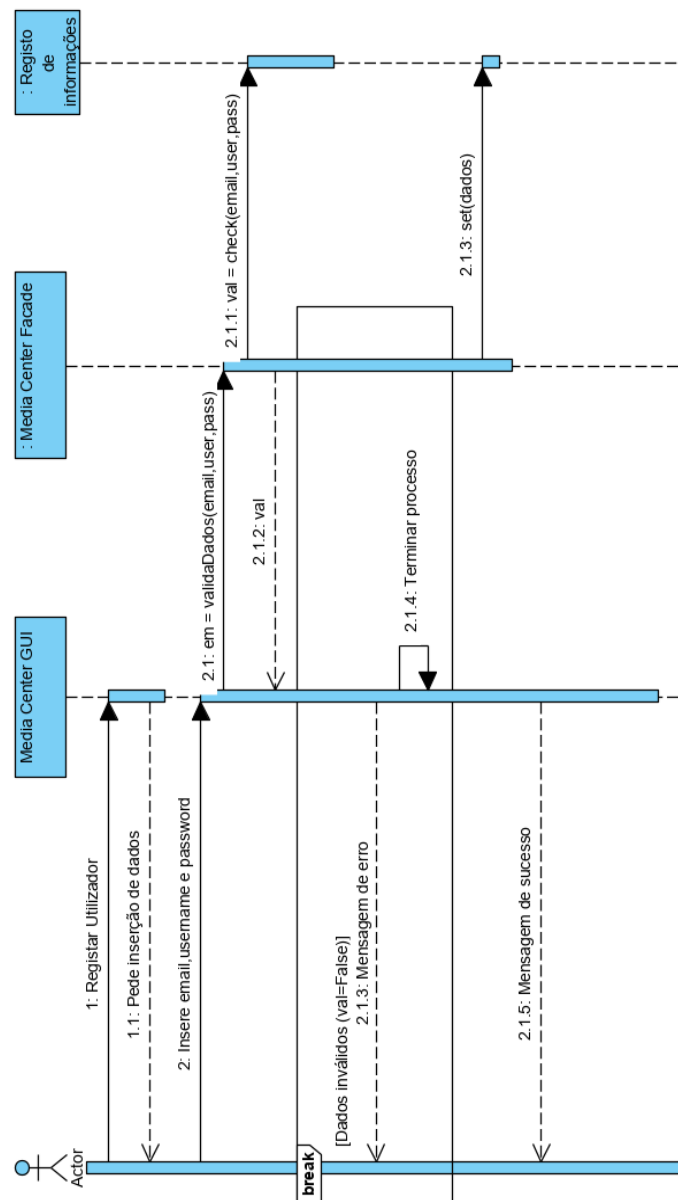 Actor
Media Center GUI
: Media Center Facade
: Registo
de
informações
1: Registar Utilizador
1.1: Pede inserção de dados
2: Insere email,username e password
2.1: em = validaDados(email,user,pass)
2.1.1: val = check(email,user,pass)
2.1.2: val
break
[Dados inválidos (val=False)]
2.1.3: Mensagem de erro
2.1.4: Terminar processo
2.1.3: set(dados)
2.1.5: Mensagem de sucesso